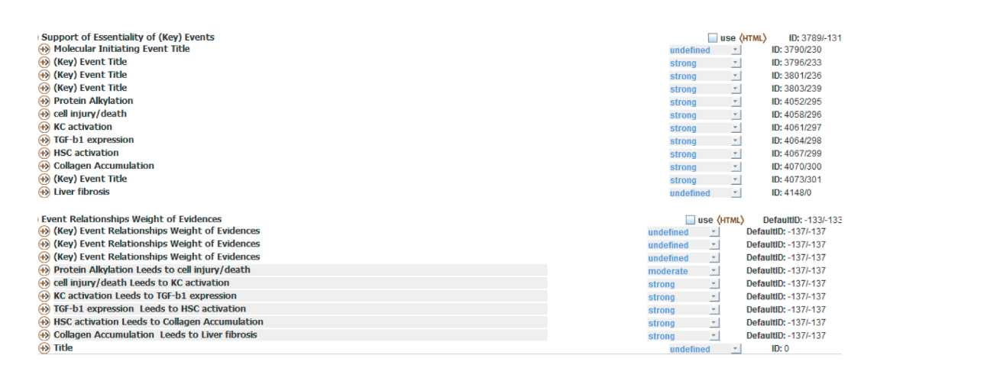 Support of Essentiality of (Key) Events use ⟨HTML⟩ ID: 3789/-131
Molecular Initiating Event Title undefined ID: 3790/230
(Key) Event Title strong ID: 3796/233
(Key) Event Title strong ID: 3801/236
(Key) Event Title strong ID: 3803/239
Protein Alkylation strong ID: 4052/295
cell injury/death strong ID: 4058/296
KC activation strong ID: 4061/297
TGF-b1 expression strong ID: 4064/298
HSC activation strong ID: 4067/299
Collagen Accumulation strong ID: 4070/300
(Key) Event Title strong ID: 4073/301
Liver fibrosis undefined ID: 4148/0
Event Relationships Weight of Evidences use ⟨HTML⟩ DefaultID: -133/-133
(Key) Event Relationships Weight of Evidences undefined DefaultID: -137/-137
(Key) Event Relationships Weight of Evidences undefined DefaultID: -137/-137
(Key) Event Relationships Weight of Evidences undefined DefaultID: -137/-137
Protein Alkylation Leeds to cell injury/death moderate DefaultID: -137/-137
cell injury/death Leeds to KC activation strong DefaultID: -137/-137
KC activation Leeds to TGF-b1 expression strong DefaultID: -137/-137
TGF-b1 expression Leeds to HSC activation strong DefaultID: -137/-137
HSC activation Leeds to Collagen Accumulation strong DefaultID: -137/-137
Collagen Accumulation Leeds to Liver fibrosis strong DefaultID: -137/-137
Title undefined ID: 0